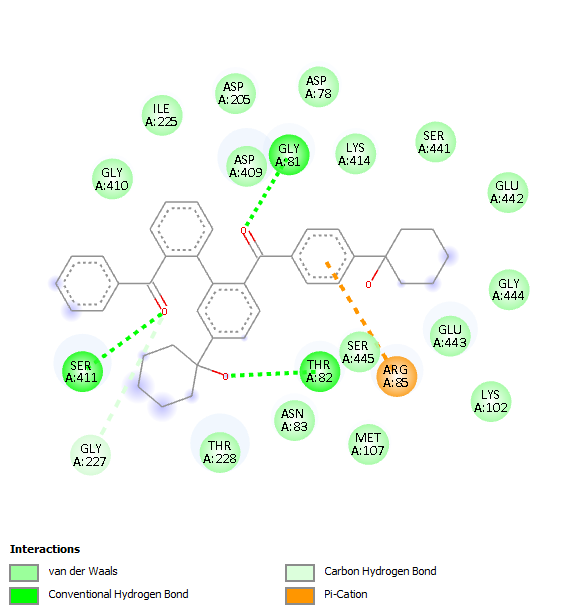 ASP
A:205
ASP
A:78
ILE
A:225
GLY
A:81
SER
A:441
ASP
A:409
LYS
A:414
GLY
A:410
GLU
A:442
O
O
O
GLY
A:444
O
GLU
A:443
SER
A:445
SER
A:411
THR
A:82
ARG
A:85
O
LYS
A:102
ASN
A:83
GLY
A:227
THR
A:228
MET
A:107
Interactions
van der Waals
Conventional Hydrogen Bond
Carbon Hydrogen Bond
Pi-Cation